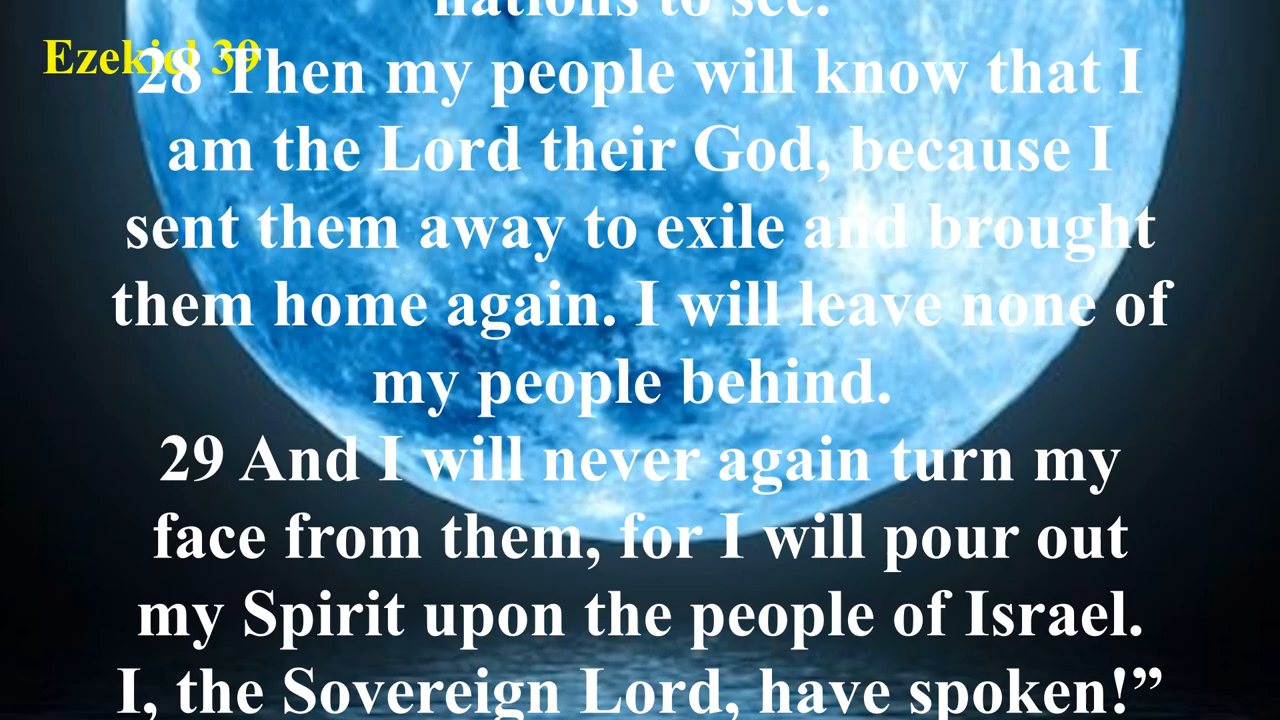 nations to see.
Ezekiel 39
28 Then my people will know that I
am the Lord their God, because I
sent them away to exile and brought
them home again. I will leave none of
my people behind.
29 And I will never again turn my
face from them, for I will pour out
my Spirit upon the people of Israel.
I, the Sovereign Lord, have spoken!”